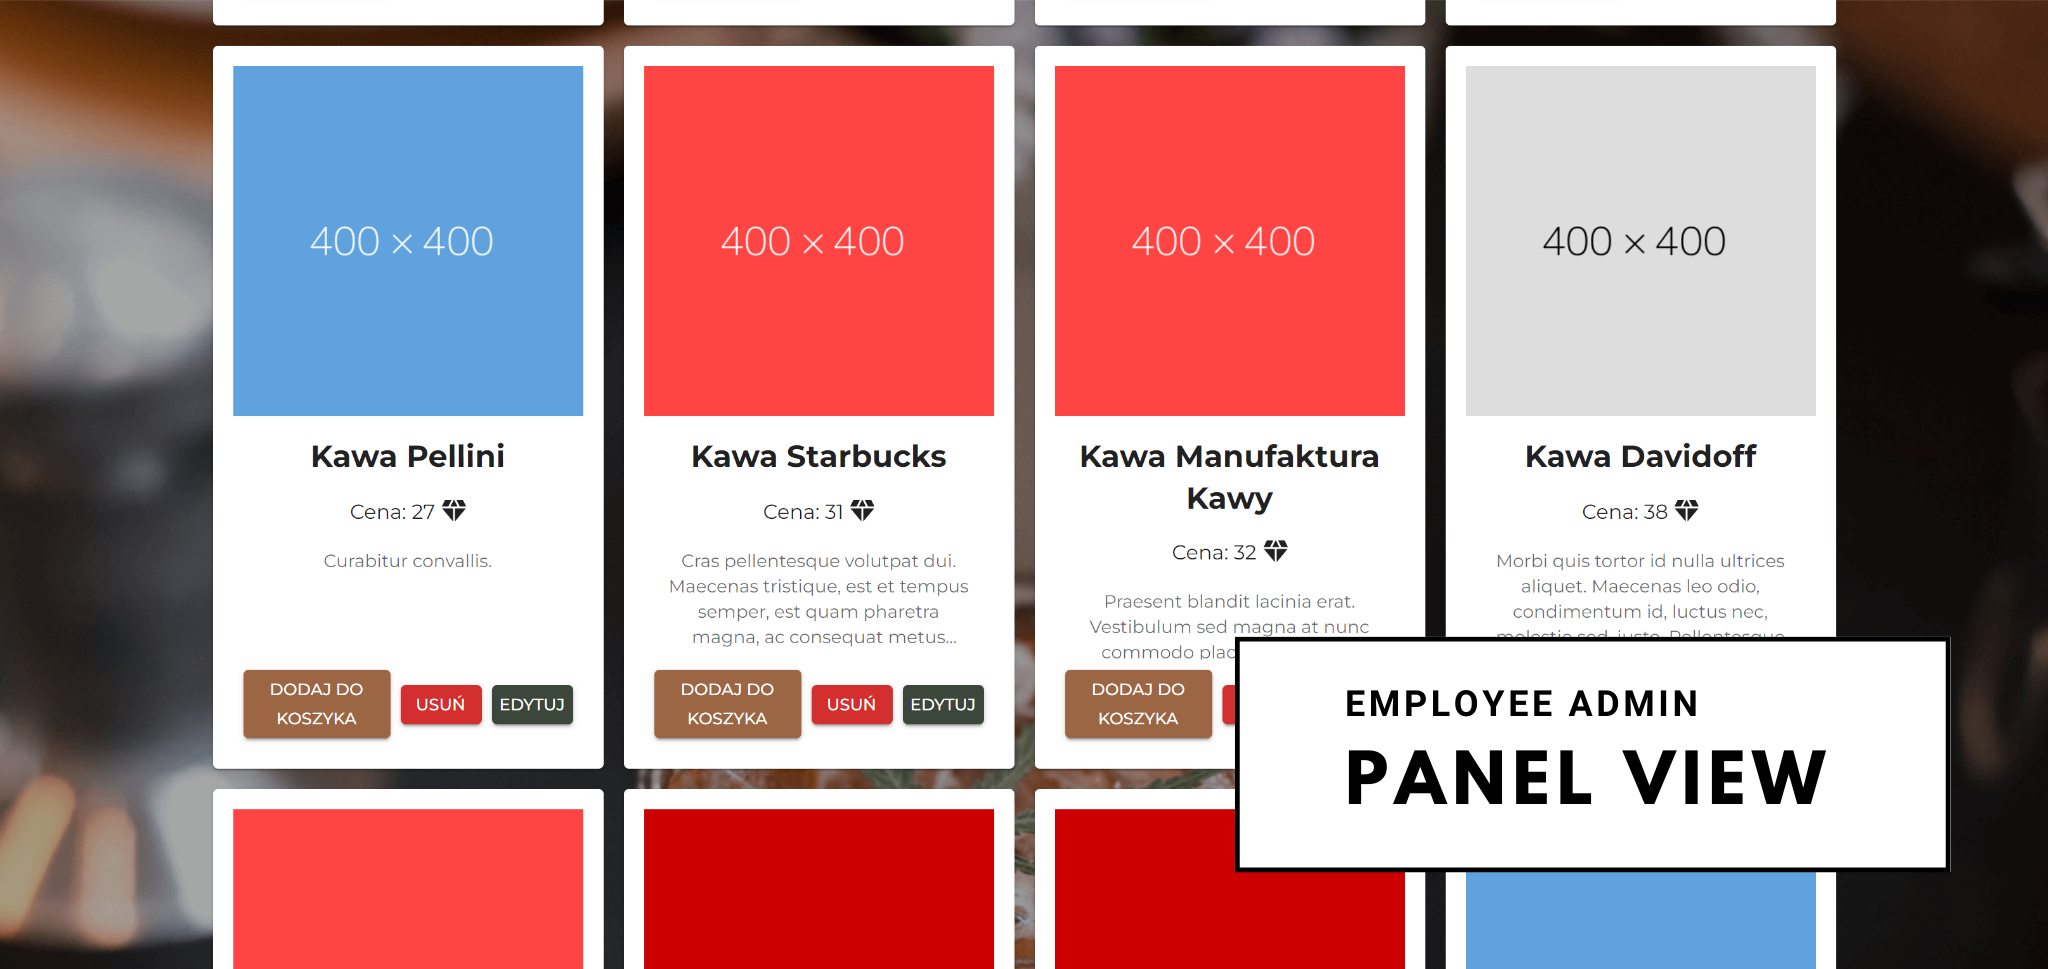 400 × 400
Kawa Pellini
Cena: 27
Curabitur convallis.
DODAJ DO
KOSZYKA
USUŃ
EDYTUJ
400 × 400
Kawa Starbucks
Cena: 31
Cras pellentesque volutpat dui.
Maecenas tristique, est et tempus
semper, est quam pharetra
magna, ac consequat metus...
DODAJ DO
KOSZYKA
USUŃ
EDYTUJ
400 × 400
Kawa Manufaktura
Kawy
Cena: 32
Praesent blandit lacinia erat.
Vestibulum sed magna at nunc
commodo
DODAJ DO
KOSZYKA
400 × 400
Kawa Davidoff
Cena: 38
Morbi quis tortor id nulla ultrices
aliquet. Maecenas leo odio,
condimentum id, luctus nec,
EMPLOYEE ADMIN
PANEL VIEW